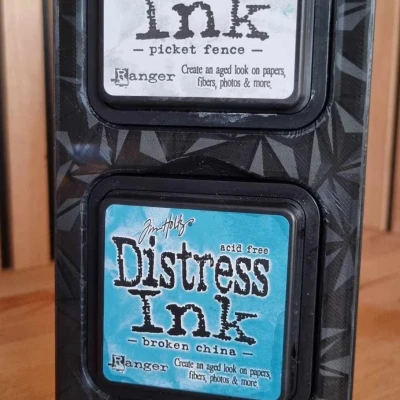 Ink
— picket fence —
Ranger
Create an aged look on papers,
fibers, photos & more.
Tim Holtz
acid free
Distress
Ink
— broken china —
Ranger
Create an aged look on papers,
fibers, photos & more